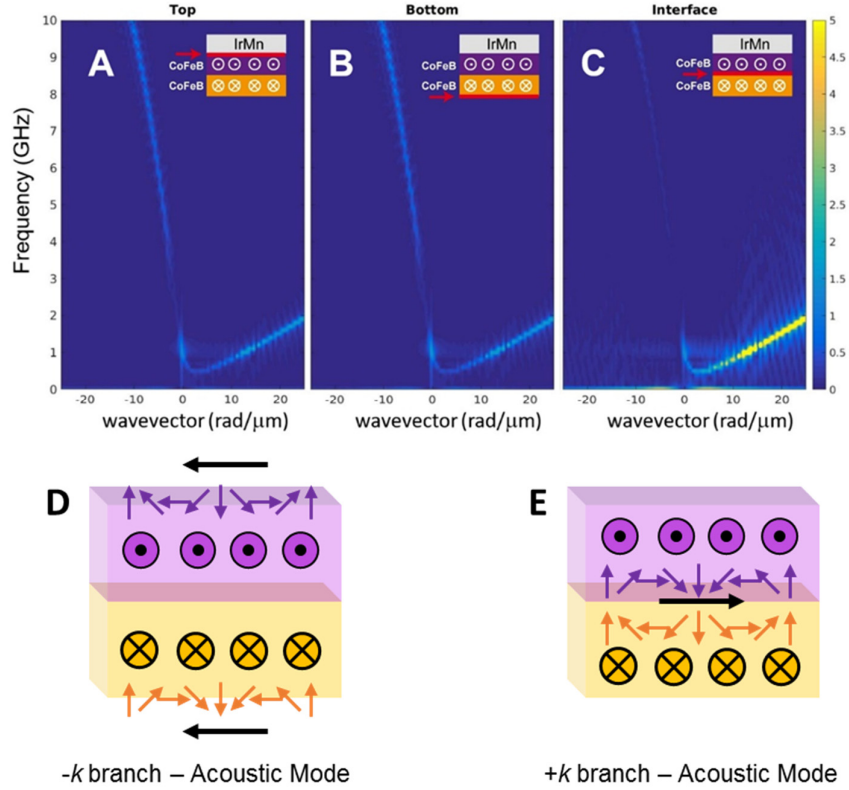 Top
Bottom
Interface
Frequency (GHz)
10
9
8
7
6
5
4
3
2
1
0
A
IrMn
CoFeB
CoFeB
B
IrMn
CoFeB
CoFeB
C
IrMn
CoFeB
CoFeB
5
4.5
4
3.5
3
2.5
2
1.5
1
0.5
0
-20 -10 0 10 20
-20 -10 0 10 20
-20 -10 0 10 20
wavevector (rad/μm)
wavevector (rad/μm)
wavevector (rad/μm)
D
E
-k branch – Acoustic Mode
+k branch – Acoustic Mode